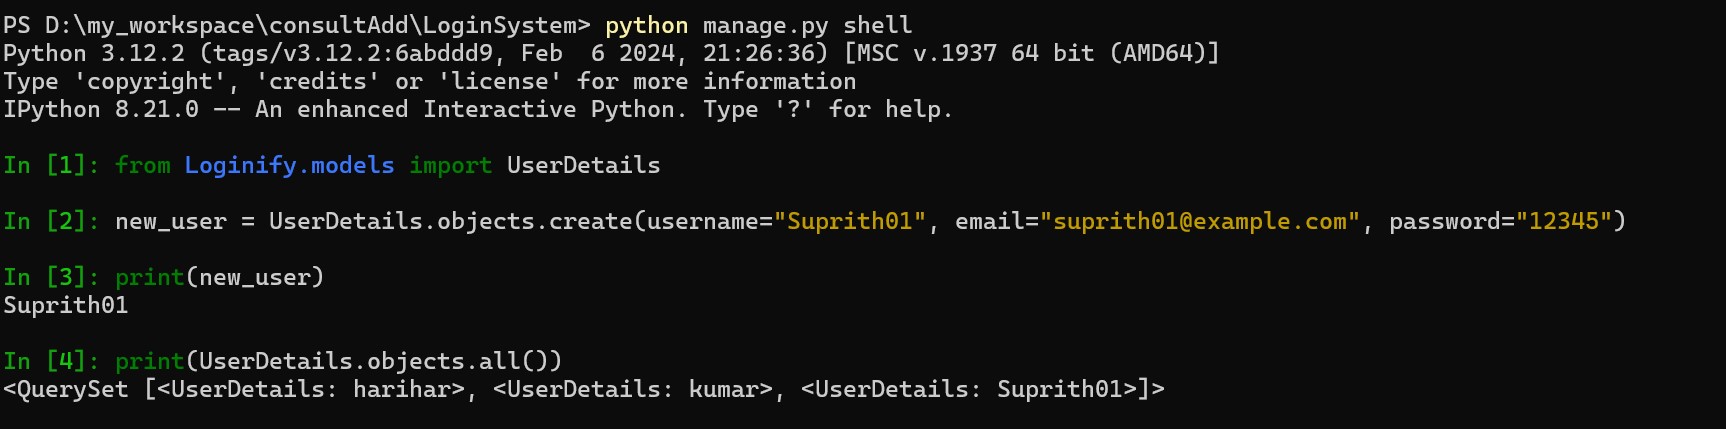 PS D:\my_workspace\consultAdd\LoginSystem> python manage.py shell
Python 3.12.2 (tags/v3.12.2:6abddd9, Feb  6 2024, 21:26:36) [MSC v.1937 64 bit (AMD64)]
Type 'copyright', 'credits' or 'license' for more information
IPython 8.21.0 -- An enhanced Interactive Python. Type '?' for help.
In [1]: from Loginify.models import UserDetails
In [2]: new_user = UserDetails.objects.create(username="Suprith01", email="suprith01@example.com", password="12345")
In [3]: print(new_user)
Suprith01
In [4]: print(UserDetails.objects.all())
<QuerySet [<UserDetails: harihar>, <UserDetails: kumar>, <UserDetails: Suprith01>]>